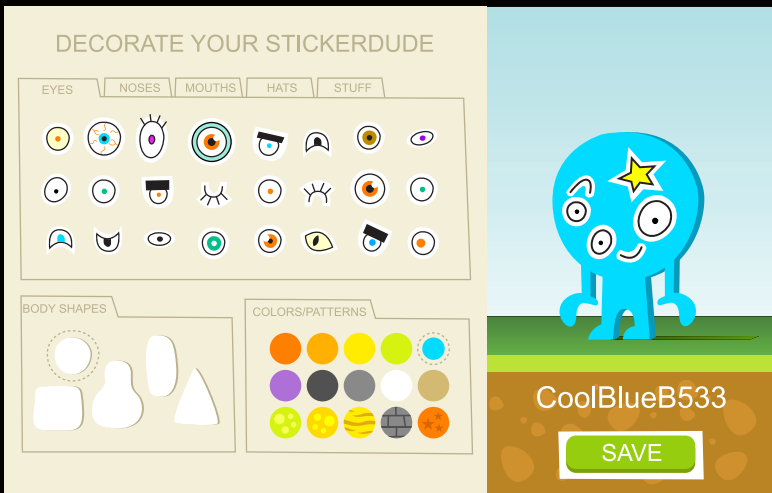 DECORATE YOUR STICKERDUDE
EYES
NOSES
MOUTHS
HATS
STUFF
BODY SHAPES
COLORS/PATTERNS
CoolBlueB533
SAVE